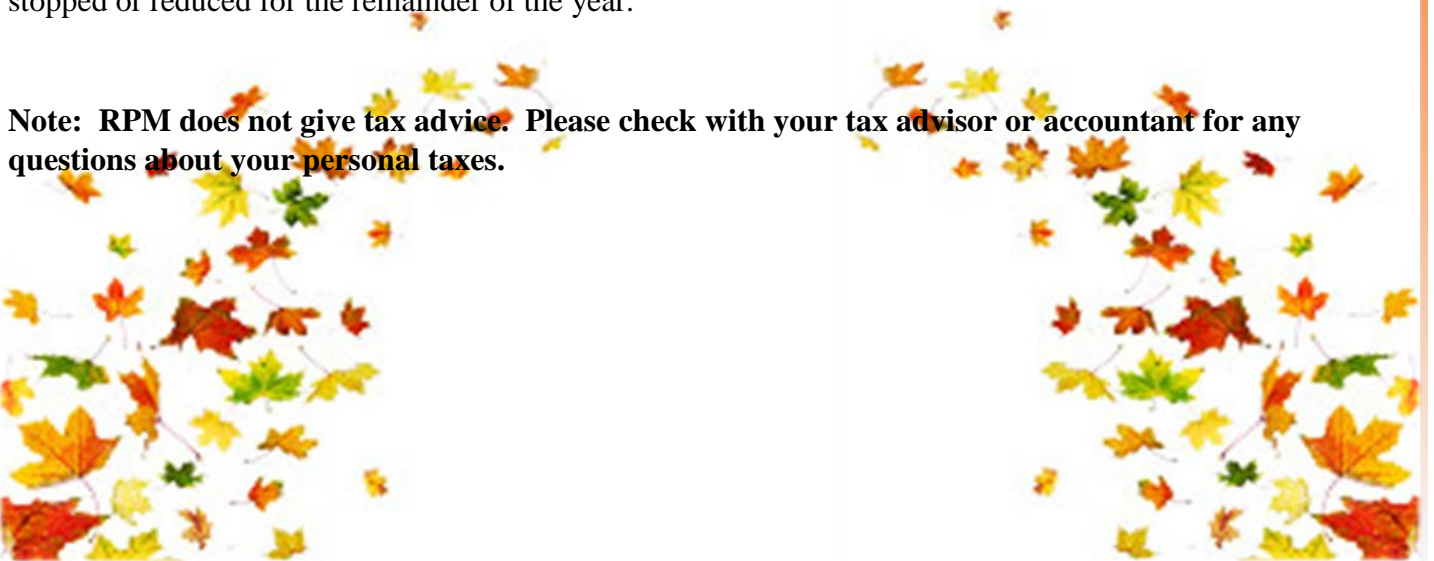 stopped or reduced for the remainder of the year.
Note:  RPM does not give tax advice.  Please check with your tax advisor or accountant for any
questions about your personal taxes.